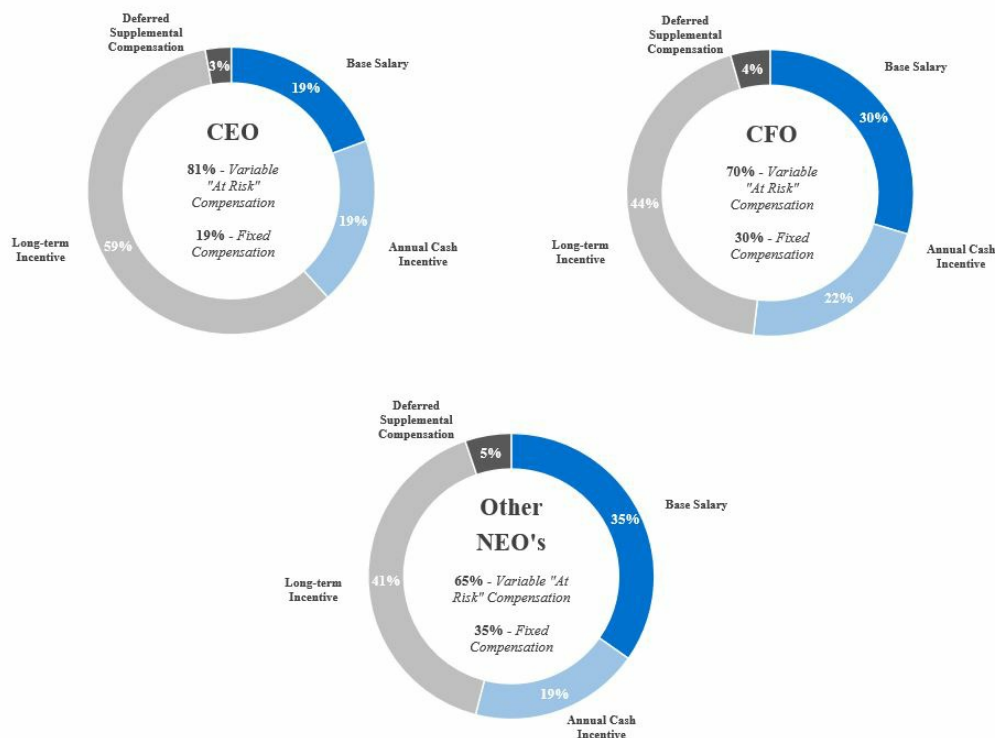 Deferred
Supplemental
Compensation
3%
Base Salary
19%
CEO
81% - Variable
"At Risk"
Compensation
19% - Fixed
Compensation
19%
Annual Cash
Incentive
59%
Long-term
Incentive
Deferred
Supplemental
Compensation
4%
Base Salary
30%
CFO
70% - Variable
"At Risk"
Compensation
30% - Fixed
Compensation
44%
Long-term
Incentive
Annual Cash
Incentive
22%
Deferred
Supplemental
Compensation
5%
Base Salary
35%
Other
NEO's
65% - Variable "At
Risk" Compensation
35% - Fixed
Compensation
41%
Long-term
Incentive
19%
Annual Cash
Incentive